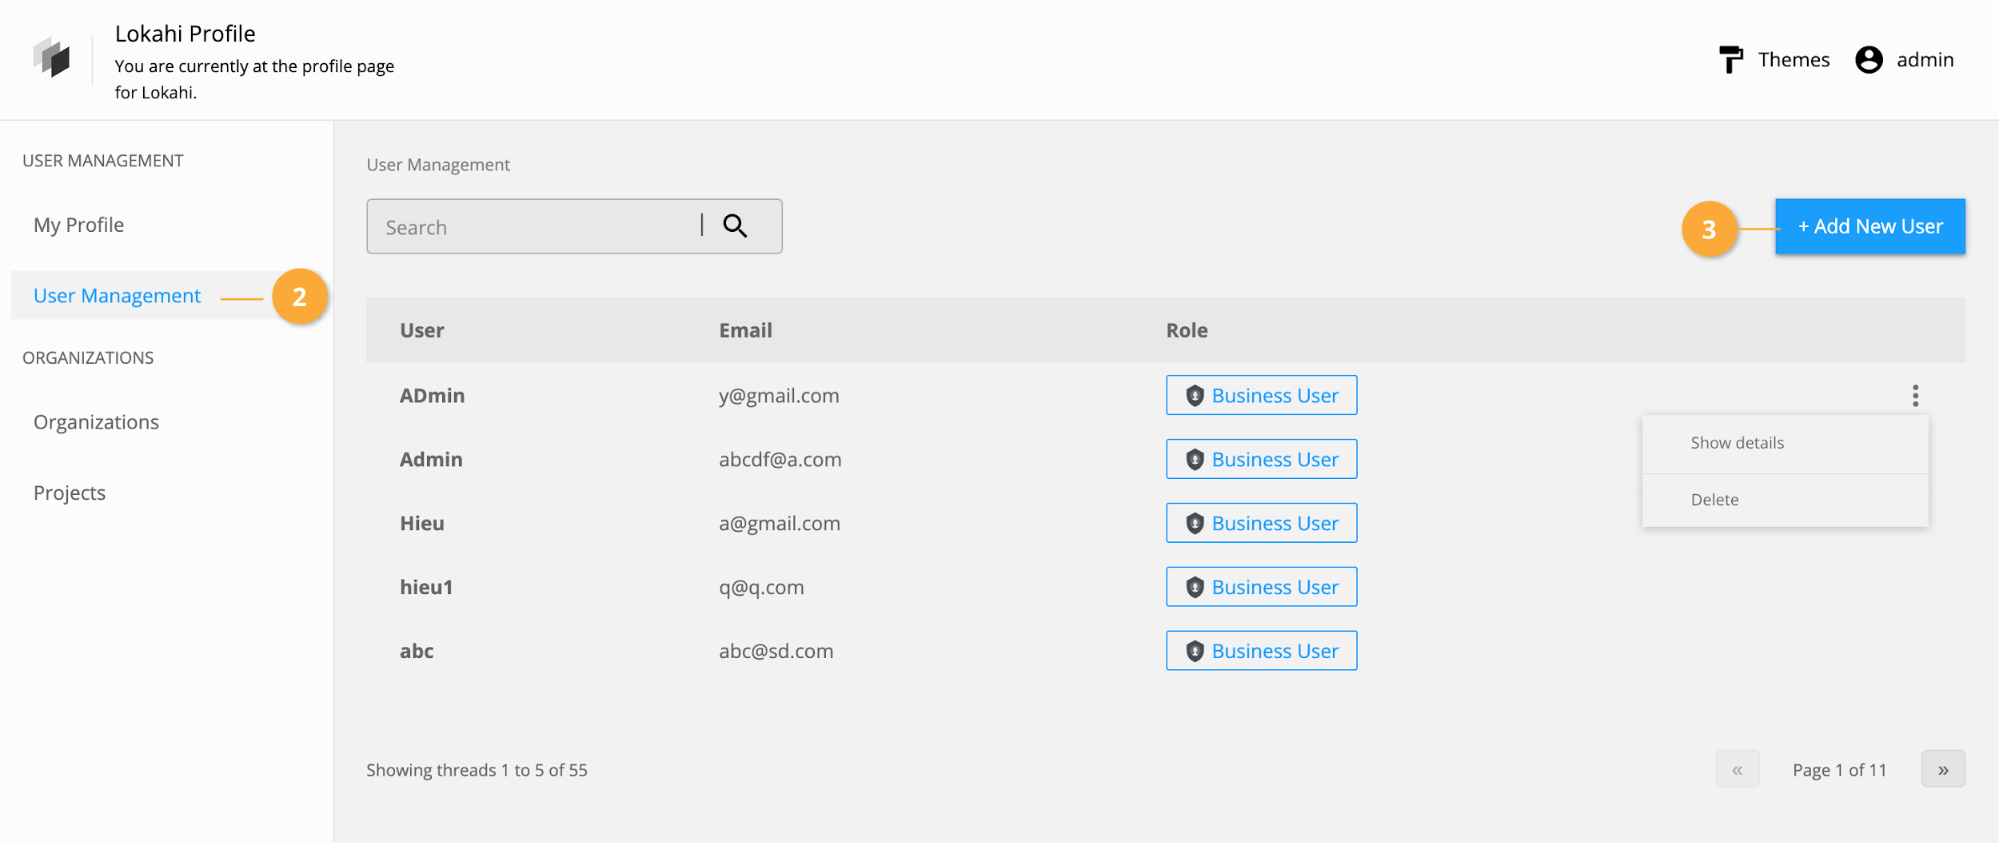 Lokahi Profile
You are currently at the profile page
for Lokahi.
Themes
admin
USER MANAGEMENT
My Profile
User Management
2
ORGANIZATIONS
Organizations
Projects
User Management
Search
3
+ Add New User
User Email Role
ADmin y@gmail.com Business User
Show details
Delete
Admin abcdf@a.com Business User
Hieu a@gmail.com Business User
hieu1 q@q.com Business User
abc abc@sd.com Business User
Showing threads 1 to 5 of 55
« Page 1 of 11 »